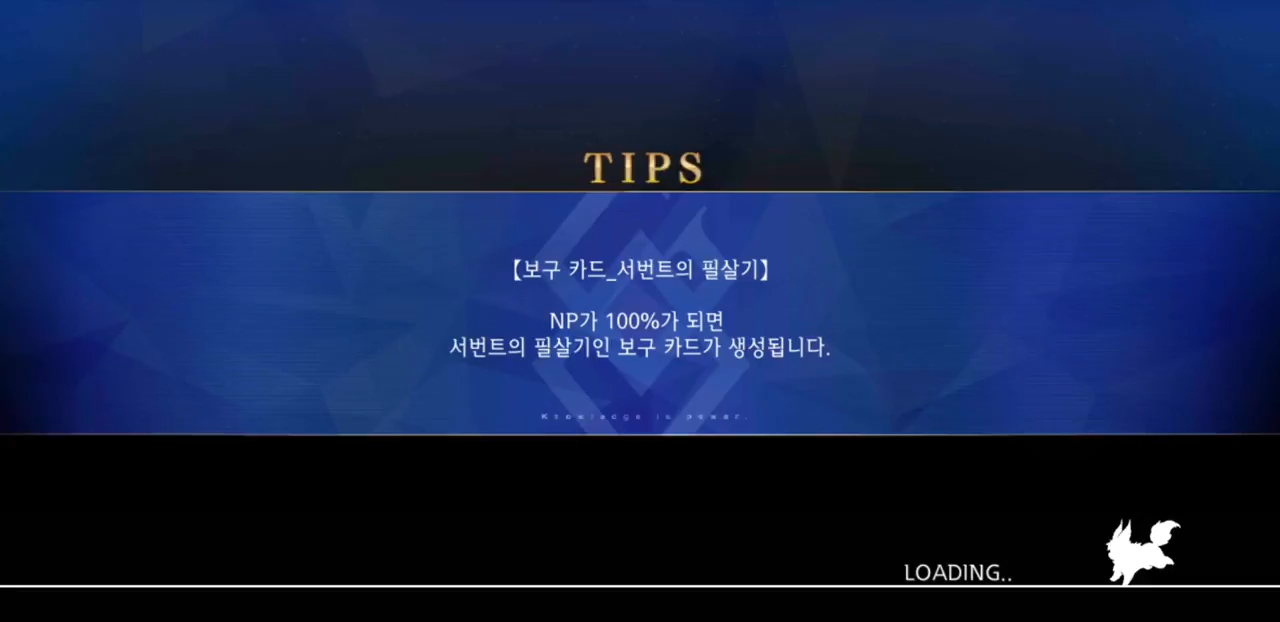 TIPS
【보구 카드_서번트의 필살기】
NP가 100%가 되면
서번트의 필살기인 보구 카드가 생성됩니다.
Knowledge is power.
LOADING..